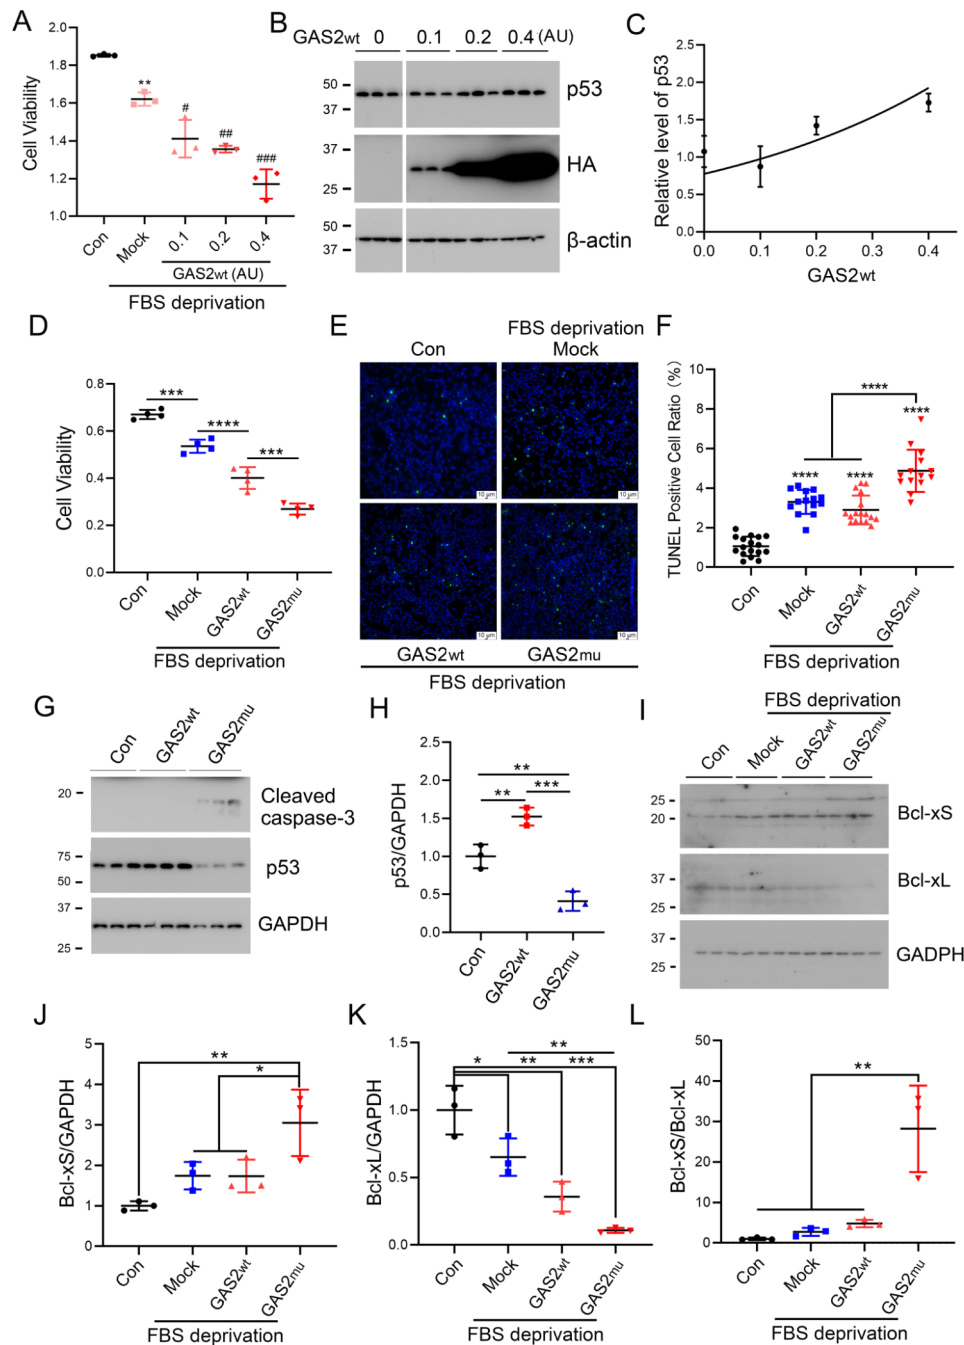 A
Cell Viability
2.0
1.8
1.6
1.4
1.2
1.0
**
#
##
###
Con
Mock
0.1
0.2
0.4
GAS2wt (AU)
FBS deprivation
B
GAS2wt 0 0.1 0.2 0.4 (AU)
50
37
p53
37
25
HA
50
37
β-actin
C
Relative level of p53
2.5
2.0
1.5
1.0
0.5
0.0
0.0 0.1 0.2 0.3 0.4
GAS2wt
D
Cell Viability
0.8
0.6
0.4
0.2
0.0
***
****
***
Con
Mock
GAS2wt
GAS2mu
FBS deprivation
E
FBS deprivation
Con
Mock
10 μm
10 μm
10 μm
10 μm
GAS2wt
GAS2mu
FBS deprivation
F
TUNEL Positive Cell Ratio (%)
10
8
6
4
2
0
****
****
****
****
Con
Mock
GAS2wt
GAS2mu
FBS deprivation
G
Con
GAS2wt
GAS2mu
20
Cleaved
caspase-3
75
50
p53
37
25
GAPDH
H
p53/GAPDH
2.5
2.0
1.5
1.0
0.5
0.0
**
**
***
Con
GAS2wt
GAS2mu
I
FBS deprivation
Con
Mock
GAS2wt
GAS2mu
25
20
Bcl-xS
37
25
Bcl-xL
37
25
GADPH
J
Bcl-xS/GAPDH
5
4
3
2
1
0
**
*
Con
Mock
GAS2wt
GAS2mu
FBS deprivation
K
Bcl-xL/GAPDH
1.5
1.0
0.5
0.0
**
*
**
***
Con
Mock
GAS2wt
GAS2mu
FBS deprivation
L
Bcl-xS/Bcl-xL
50
40
30
20
10
0
**
Con
Mock
GAS2wt
GAS2mu
FBS deprivation